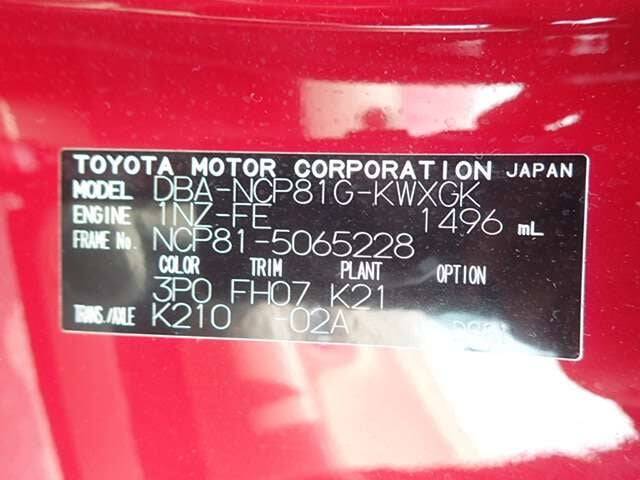 TOYOTA MOTOR CORPORATION JAPAN
MODEL DBA-NCP81G-KWXGK
ENGINE 1NZ-FE 1496 mL
FRAME No. NCP81-5065228
COLOR TRIM PLANT OPTION
3P0 FH07 K21
TRANS./AXLE K210 -02A